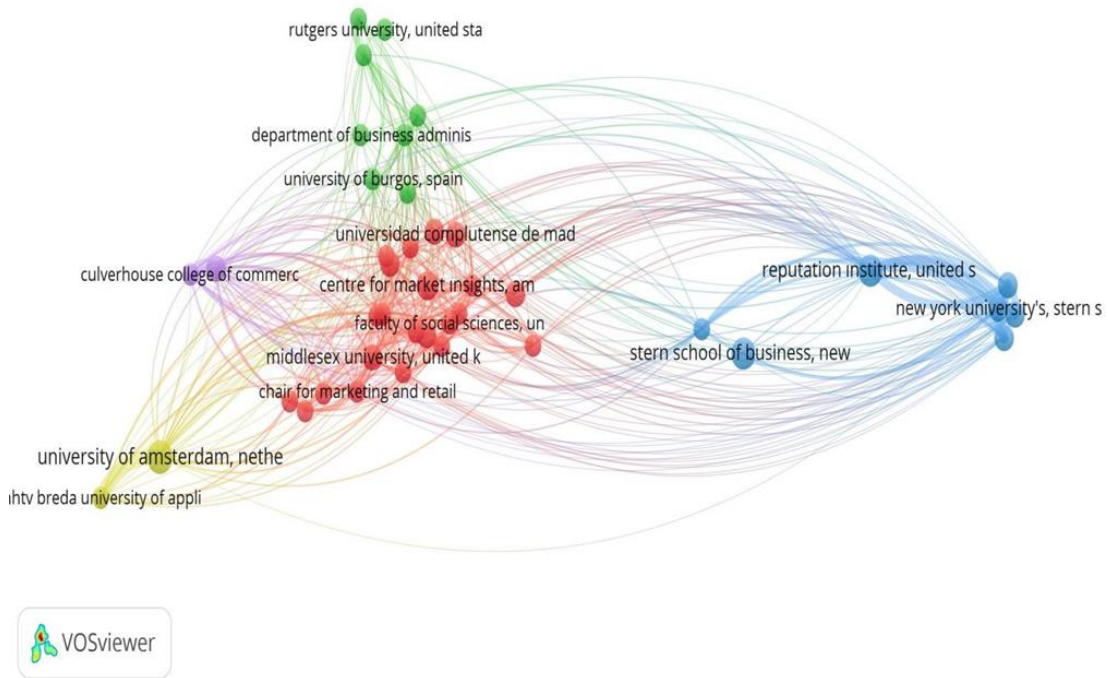 rutgers university, united sta
department of business adminis
university of burgos, spain
universidad complutense de mad
culverhouse college of commerc
reputation institute, united s
centre for market insights, am
new york university's, stern s
faculty of social sciences, un
stern school of business, new
middlesex university, united k
chair for marketing and retail
university of amsterdam, nethe
nhtv breda university of appli
VOSviewer